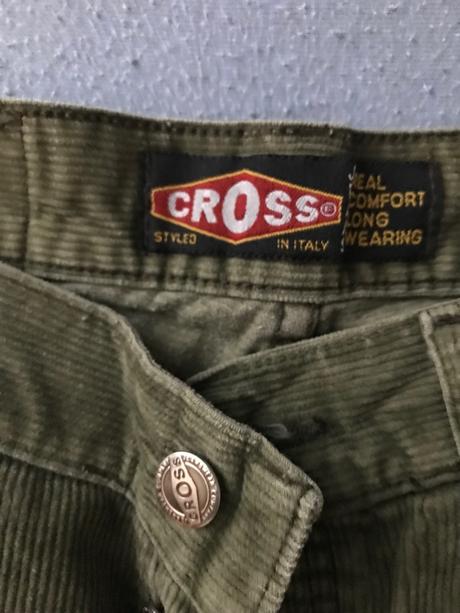 CROSS®
STYLED IN ITALY
REAL
COMFORT
LONG
WEARING
CROSS